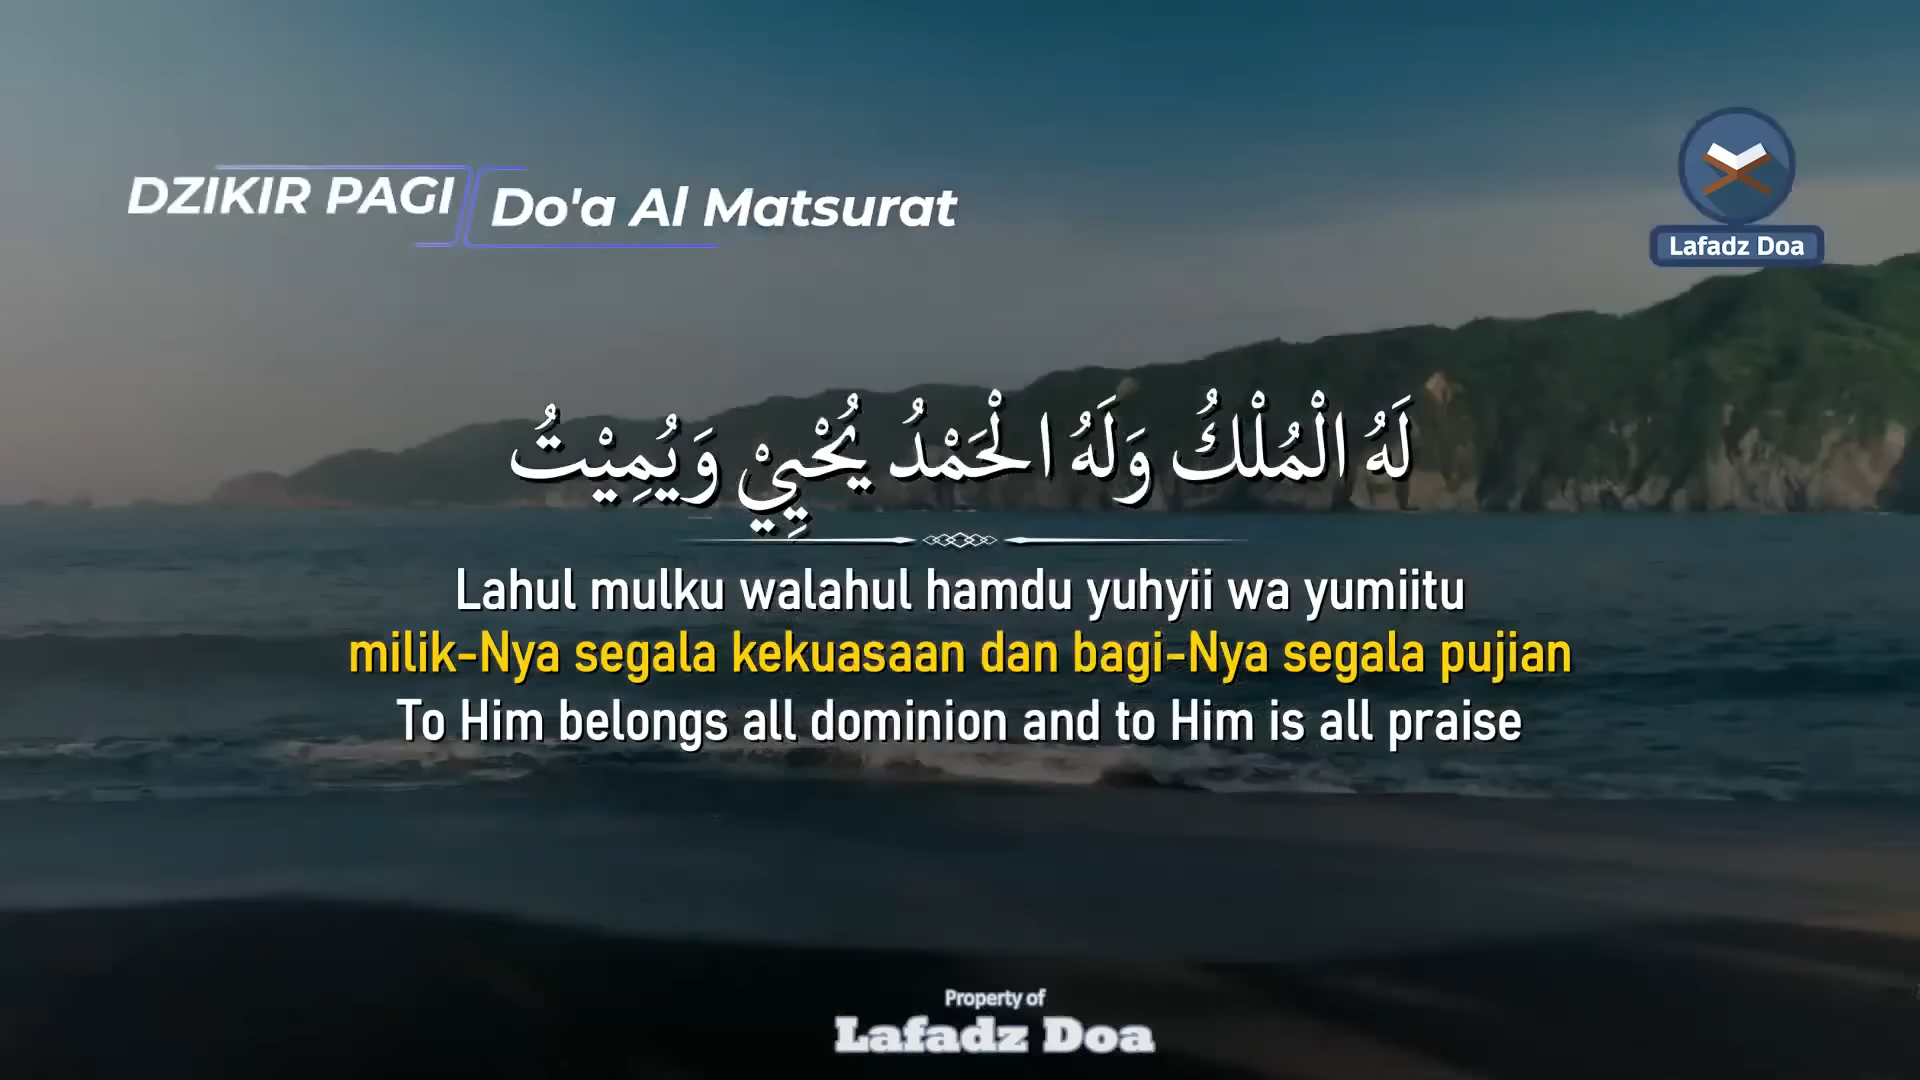 DZIKIR PAGI
Do'a Al Matsurat
Lafadz Doa
لَهُ الْمُلْكُ وَلَهُ الْحَمْدُ يُحْيِيْ وَيُمِيْتُ
Lahul mulku walahul hamdu yuhyii wa yumiitu
milik-Nya segala kekuasaan dan bagi-Nya segala pujian
To Him belongs all dominion and to Him is all praise
Property of
Lafadz Doa